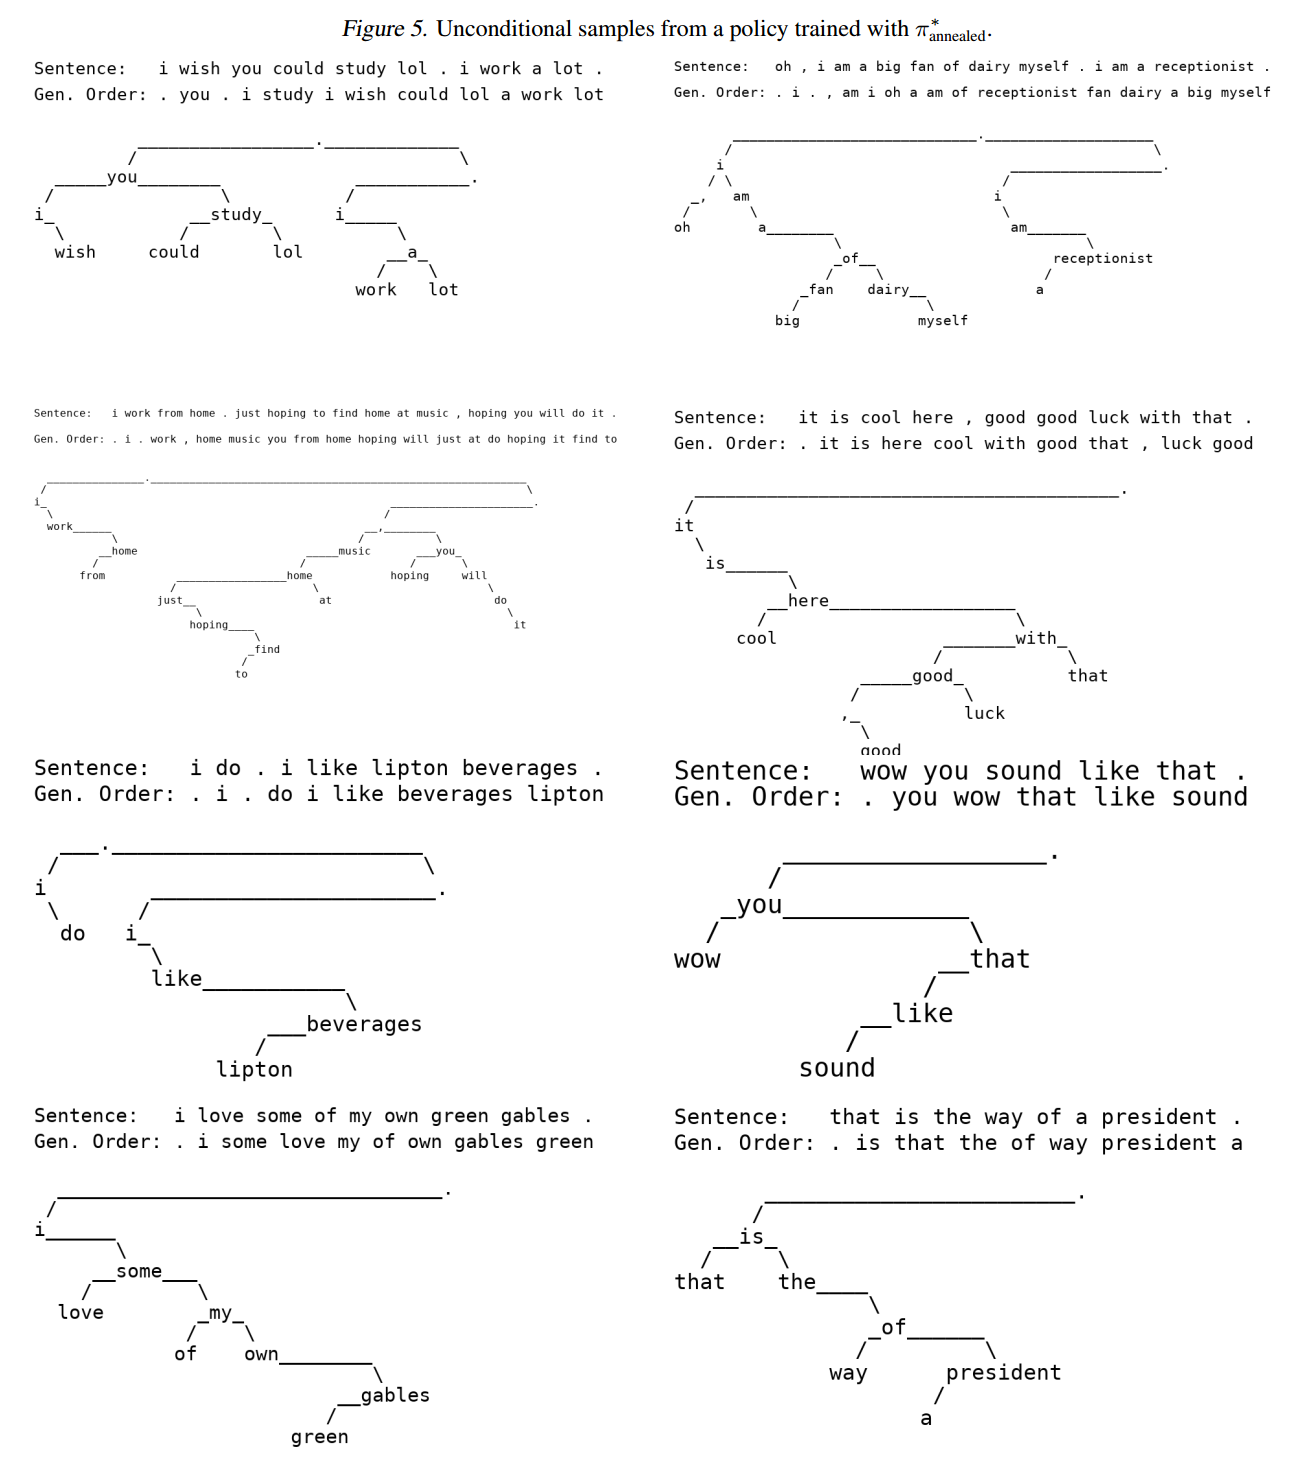 Figure 5. Unconditional samples from a policy trained with π*annealed.
Sentence: i wish you could study lol . i work a lot .
Gen. Order: . you . i study i wish could lol a work lot
.
you .
i_ study i
wish could lol a
work lot
Sentence: oh , i am a big fan of dairy myself . i am a receptionist .
Gen. Order: . i . , am i oh a am of receptionist fan dairy a big myself
.
i .
, am i
oh a am
of receptionist
fan dairy a
big myself
Sentence: i work from home . just hoping to find home at music , hoping you will do it .
Gen. Order: . i . work , home music you from home hoping will just at do hoping it find to
.
i .
work ,
home music you
from home hoping will
just at do
hoping it
find
to
Sentence: it is cool here , good good luck with that .
Gen. Order: . it is here cool with good that , luck good
.
it
is
here
cool with
good that
, luck
good
Sentence: i do . i like lipton beverages .
Gen. Order: . i . do i like beverages lipton
.
i .
do i
like
beverages
lipton
Sentence: wow you sound like that .
Gen. Order: . you wow that like sound
.
you
wow that
like
sound
Sentence: i love some of my own green gables .
Gen. Order: . i some love my of own gables green
.
i
some
love my
of own
gables
green
Sentence: that is the way of a president .
Gen. Order: . is that the of way president a
.
is
that the
of
way president
a